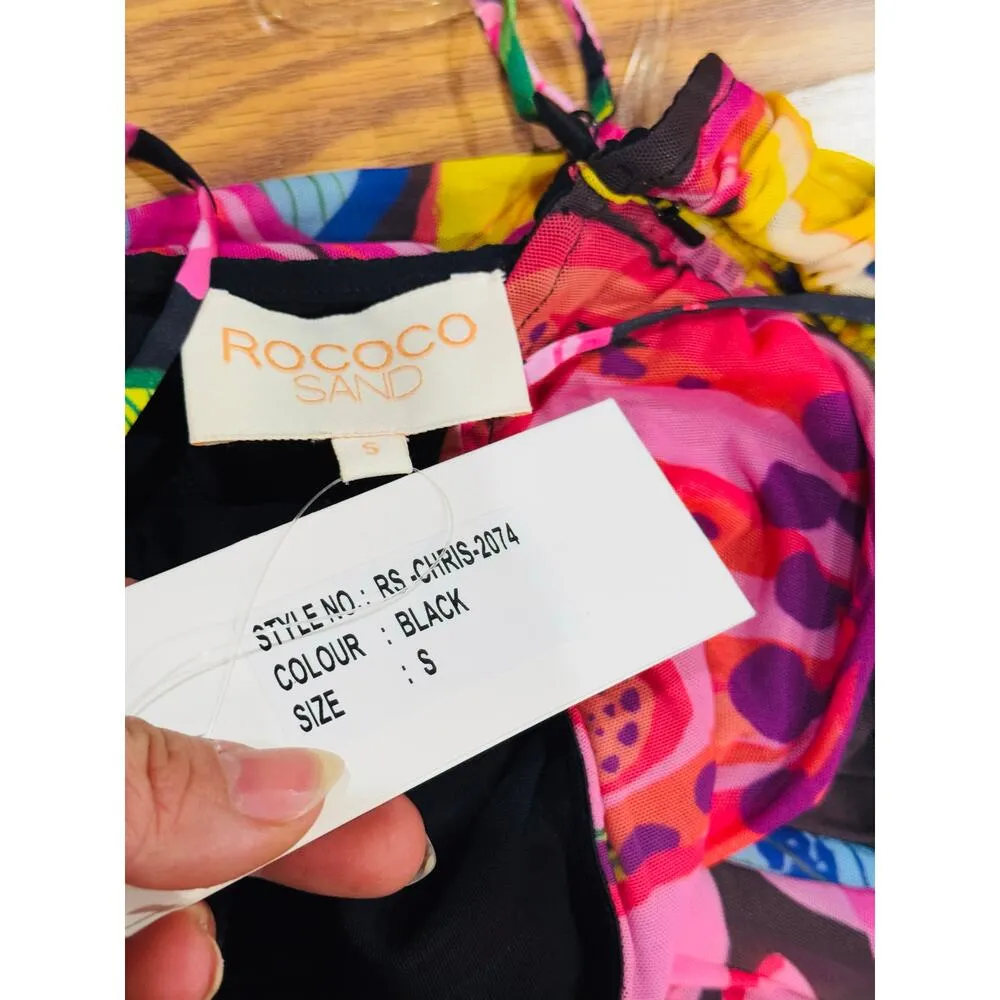 ROCOCO
SAND
S
STYLE NO.: RS-CHRIS-2074
COLOUR : BLACK
SIZE : S